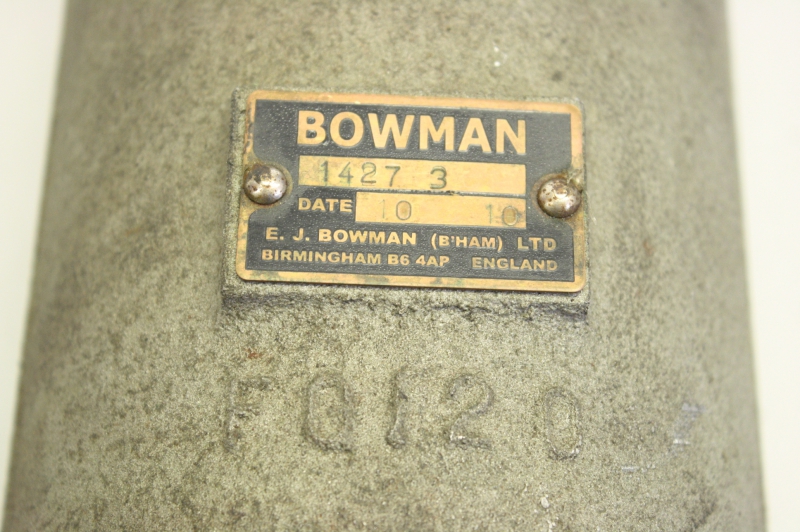 BOWMAN
1427 3
DATE 10 10
E. J. BOWMAN (B'HAM) LTD
BIRMINGHAM B6 4AP ENGLAND
FG120